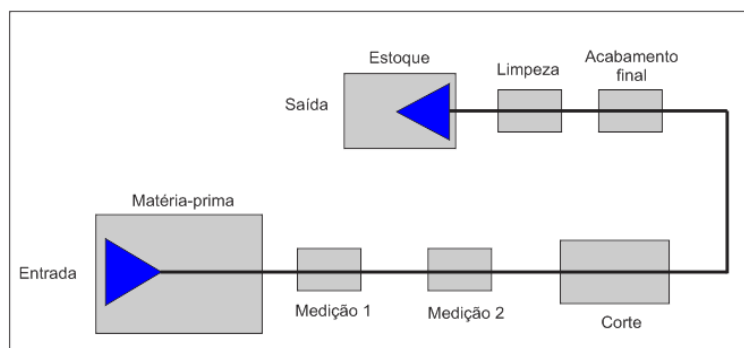 Estoque
Limpeza
Acabamento
final
Saída
Matéria-prima
Entrada
Medição 1
Medição 2
Corte